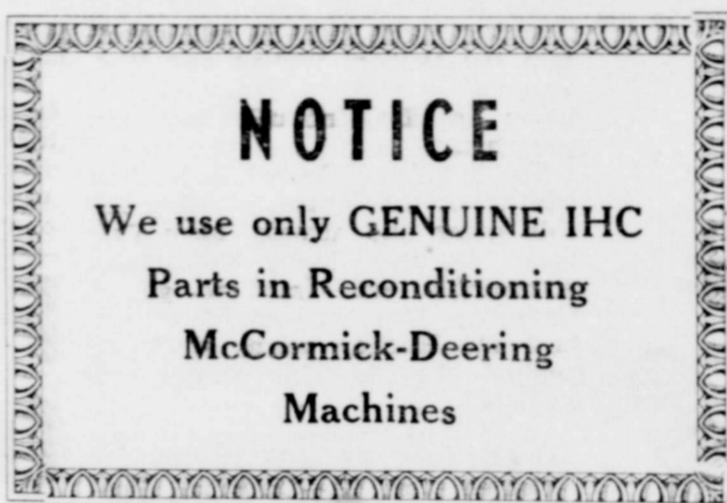 NOTICE
We use only GENUINE IHC
Parts in Reconditioning
McCormick-Deering
Machines